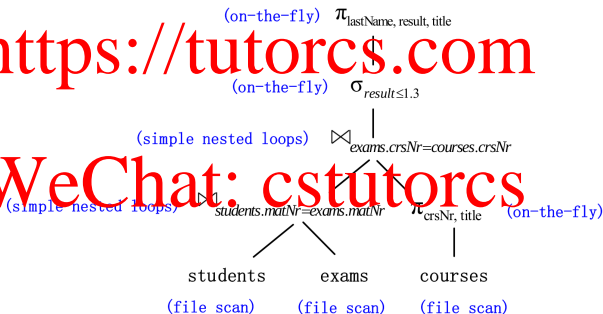 (on-the-fly) π lastName, result, title
https://tutorcs.com
(on-the-fly) σ result≤1.3
(simple nested loops) ⋈ exams.crsNr=courses.crsNr
WeChat: cstutorcs
(simple nested loops) ⋈ students.matNr=exams.matNr π crsNr, title (on-the-fly)
students exams courses
(file scan) (file scan) (file scan)